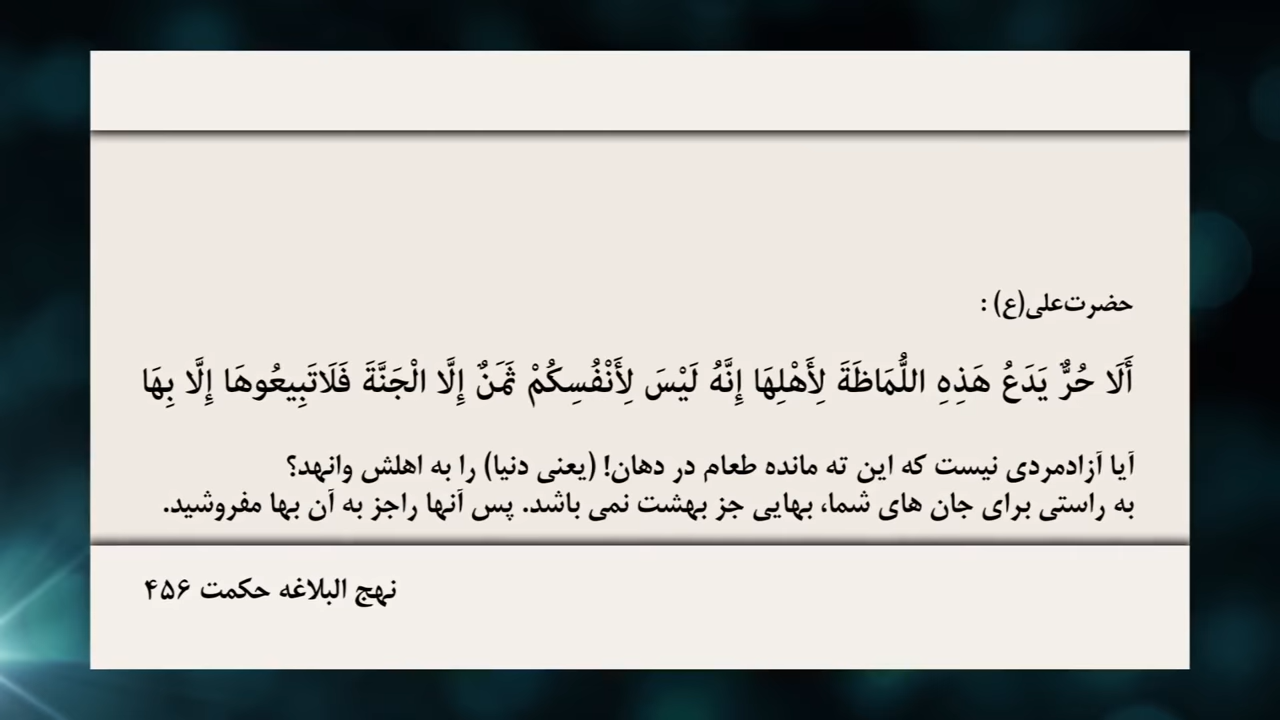 حضرت‌علی(ع) :
أَلَا حُرٌّ يَدَعُ هَذِهِ اللُّمَاظَةَ لِأَهْلِهَا إِنَّهُ لَيْسَ لِأَنْفُسِكُمْ ثَمَنٌ إِلَّا الْجَنَّةَ فَلَاتَبِيعُوهَا إِلَّا بِهَا
آیا آزادمردی نیست که این ته مانده طعام در دهان! (یعنی دنیا) را به اهلش وانهد؟
به راستی برای جان های شما، بهایی جز بهشت نمی باشد. پس آنها راجز به آن بها مفروشید.
نهج البلاغه حکمت ۴۵۶